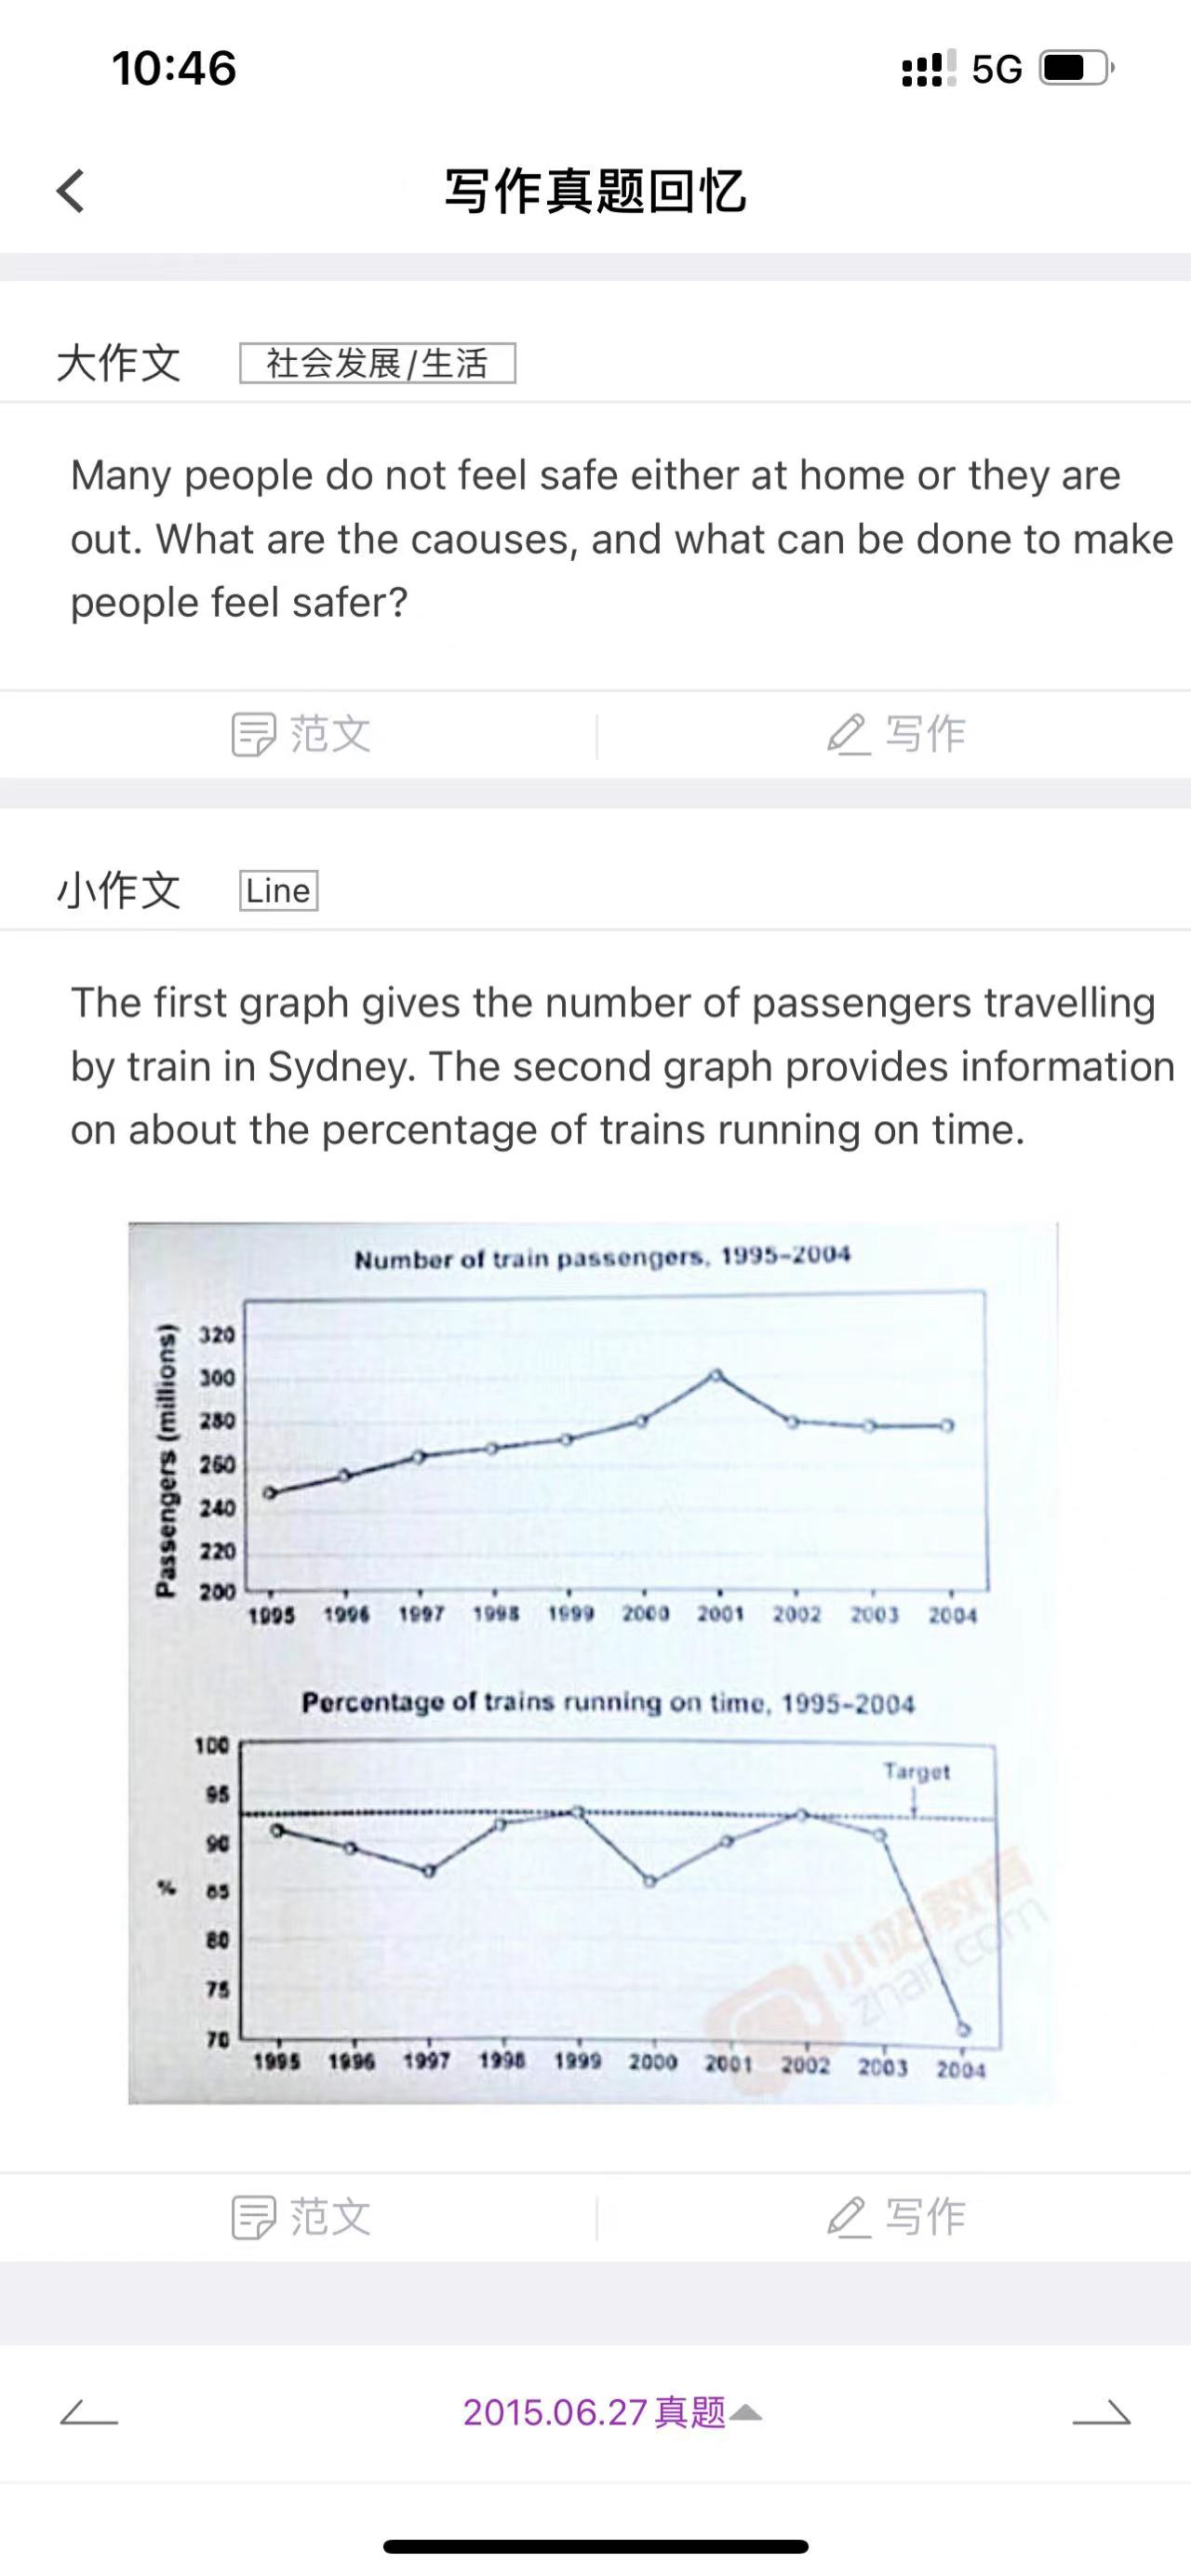 10:46
5G
写作真题回忆
大作文 社会发展/生活
Many people do not feel safe either at home or they are
out. What are the caouses, and what can be done to make
people feel safer?
范文 写作
小作文 Line
The first graph gives the number of passengers travelling
by train in Sydney. The second graph provides information
on about the percentage of trains running on time.
Number of train passengers, 1995-2004
Passengers (millions)
320
300
280
260
240
220
200
1995 1996 1997 1998 1999 2000 2001 2002 2003 2004
Percentage of trains running on time, 1995-2004
100
Target
95
90
%
85
80
75
70
1995 1996 1997 1998 1999 2000 2001 2002 2003 2004
小站教育
zhan.com
范文 写作
2015.06.27真题